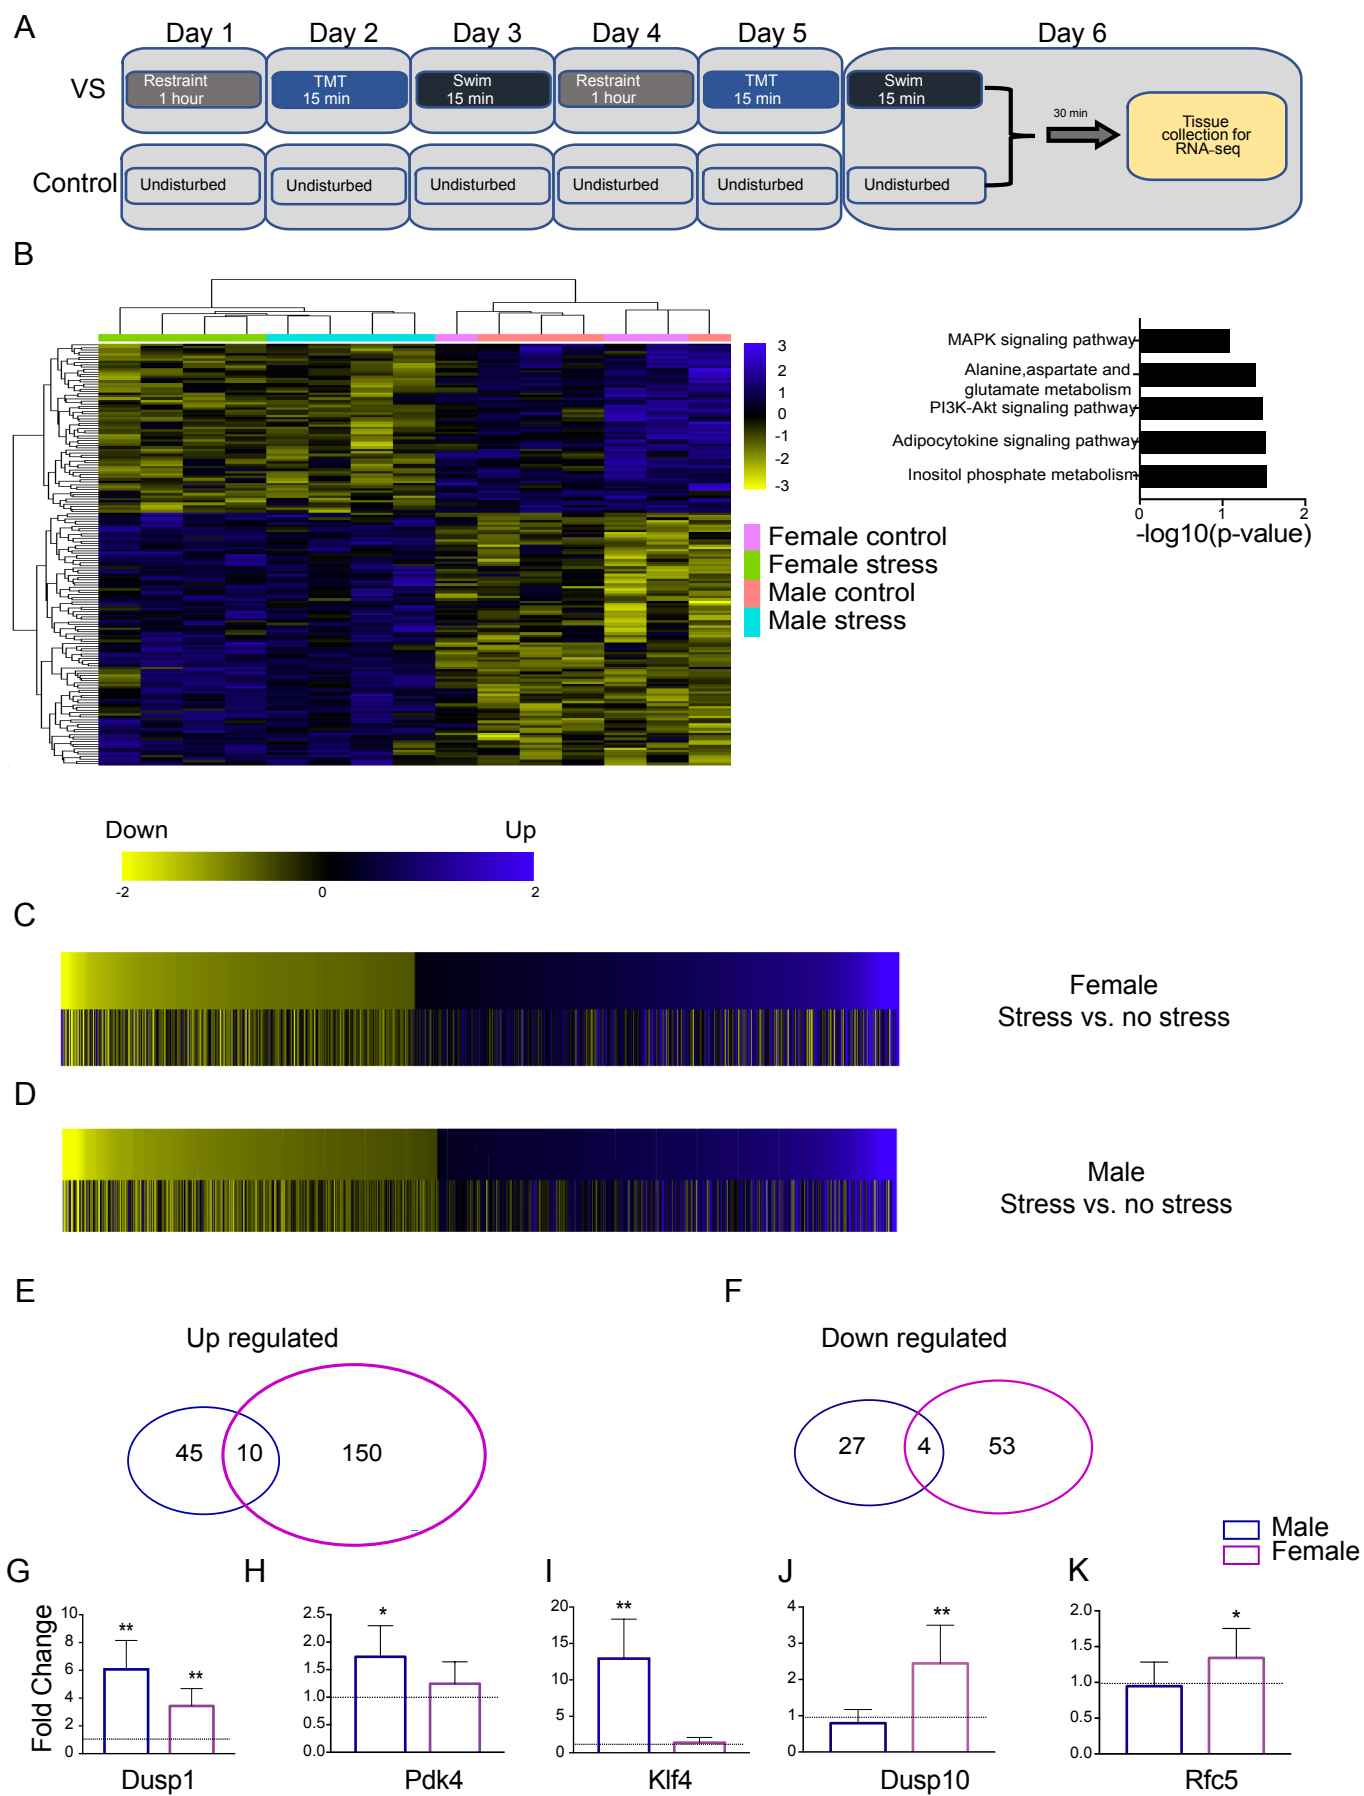 A
Day 1
Day 2
Day 3
Day 4
Day 5
Day 6
VS
Restraint
1 hour
TMT
15 min
Swim
15 min
Restraint
1 hour
TMT
15 min
Swim
15 min
30 min
Tissue
collection for
RNA-seq
Control
Undisturbed
Undisturbed
Undisturbed
Undisturbed
Undisturbed
Undisturbed
B
3
2
1
0
-1
-2
-3
Female control
Female stress
Male control
Male stress
MAPK signaling pathway
Alanine,aspartate and
glutamate metabolism
PI3K-Akt signaling pathway
Adipocytokine signaling pathway
Inositol phosphate metabolism
0
1
2
-log10(p-value)
Down
Up
-2
0
2
C
Female
Stress vs. no stress
D
Male
Stress vs. no stress
E
Up regulated
45
10
150
F
Down regulated
27
4
53
Male
Female
G
Fold Change
10
8
6
4
2
0
**
**
Dusp1
H
2.5
2.0
1.5
1.0
0.5
0.0
*
Pdk4
I
20
15
10
5
0
**
Klf4
J
4
3
2
1
0
**
Dusp10
K
2.0
1.5
1.0
0.5
0.0
*
Rfc5